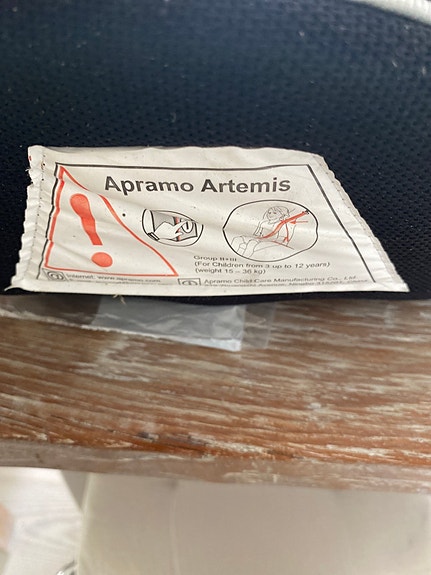 Apramo Artemis
Group II+III
(For Children from 3 up to 12 years)
(weight 15 – 36 kg)
Internet: www.apramo.com
Apramo Child Care Manufacturing Co., Ltd.